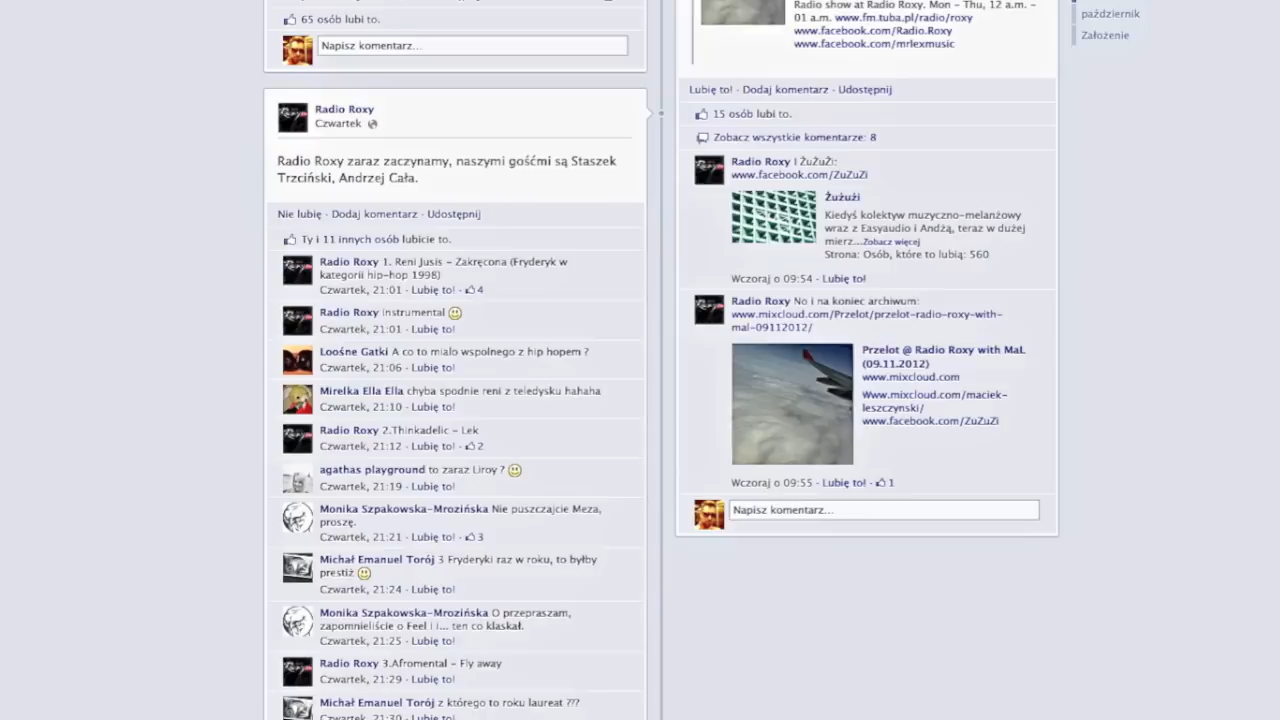 65 osób lubi to.
Napisz komentarz...
Radio Roxy
Czwartek
Radio Roxy zaraz zaczynamy, naszymi gośćmi są Staszek
Trzciński, Andrzej Cała.
Nie lubię · Dodaj komentarz · Udostępnij
Ty i 11 innych osób lubicie to.
Radio Roxy 1. Reni Jusis – Zakręcona (Fryderyk w
kategorii hip-hop 1998)
Czwartek, 21:01 · Lubię to! · 4
Radio Roxy instrumental
Czwartek, 21:01 · Lubię to!
Loośne Gatki A co to mialo wspolnego z hip hopem ?
Czwartek, 21:06 · Lubię to!
Mirelka Ella Ella chyba spodnie reni z teledysku hahaha
Czwartek, 21:10 · Lubię to!
Radio Roxy 2.Thinkadelic – Lek
Czwartek, 21:12 · Lubię to! · 2
agathas playground to zaraz Liroy ?
Czwartek, 21:19 · Lubię to!
Monika Szpakowska-Mrozińska Nie puszczajcie Meza,
proszę.
Czwartek, 21:21 · Lubię to! · 3
Michał Emanuel Torój 3 Fryderyki raz w roku, to byłby
prestiż
Czwartek, 21:24 · Lubię to!
Monika Szpakowska-Mrozińska O przepraszam,
zapomnieliście o Feel i i... ten co klaskał.
Czwartek, 21:25 · Lubię to!
Radio Roxy 3.Afromental – Fly away
Czwartek, 21:29 · Lubię to!
Michał Emanuel Torój z którego to roku laureat ???
Czwartek, 21:30 · Lubię to!
Radio show at Radio Roxy. Mon – Thu, 12 a.m. –
01 a.m. www.fm.tuba.pl/radio/roxy
www.facebook.com/Radio.Roxy
www.facebook.com/mrlexmusic
Lubię to! · Dodaj komentarz · Udostępnij
15 osób lubi to.
Zobacz wszystkie komentarze: 8
Radio Roxy I ŻuŻuŻi:
www.facebook.com/ZuZuZi
Żużużi
Kiedyś kolektyw muzyczno-melanżowy
wraz z Easyaudio i Andżą, teraz w dużej
mierz...Zobacz więcej
Strona: Osób, które to lubią: 560
Wczoraj o 09:54 · Lubię to!
Radio Roxy No i na koniec archiwum:
www.mixcloud.com/Przelot/przelot-radio-roxy-with-
mal-09112012/
Przelot @ Radio Roxy with MaL
(09.11.2012)
www.mixcloud.com
Www.mixcloud.com/maciek-
leszczynski/
www.facebook.com/ZuZuZi
Wczoraj o 09:55 · Lubię to! · 1
Napisz komentarz...
październik
Założenie